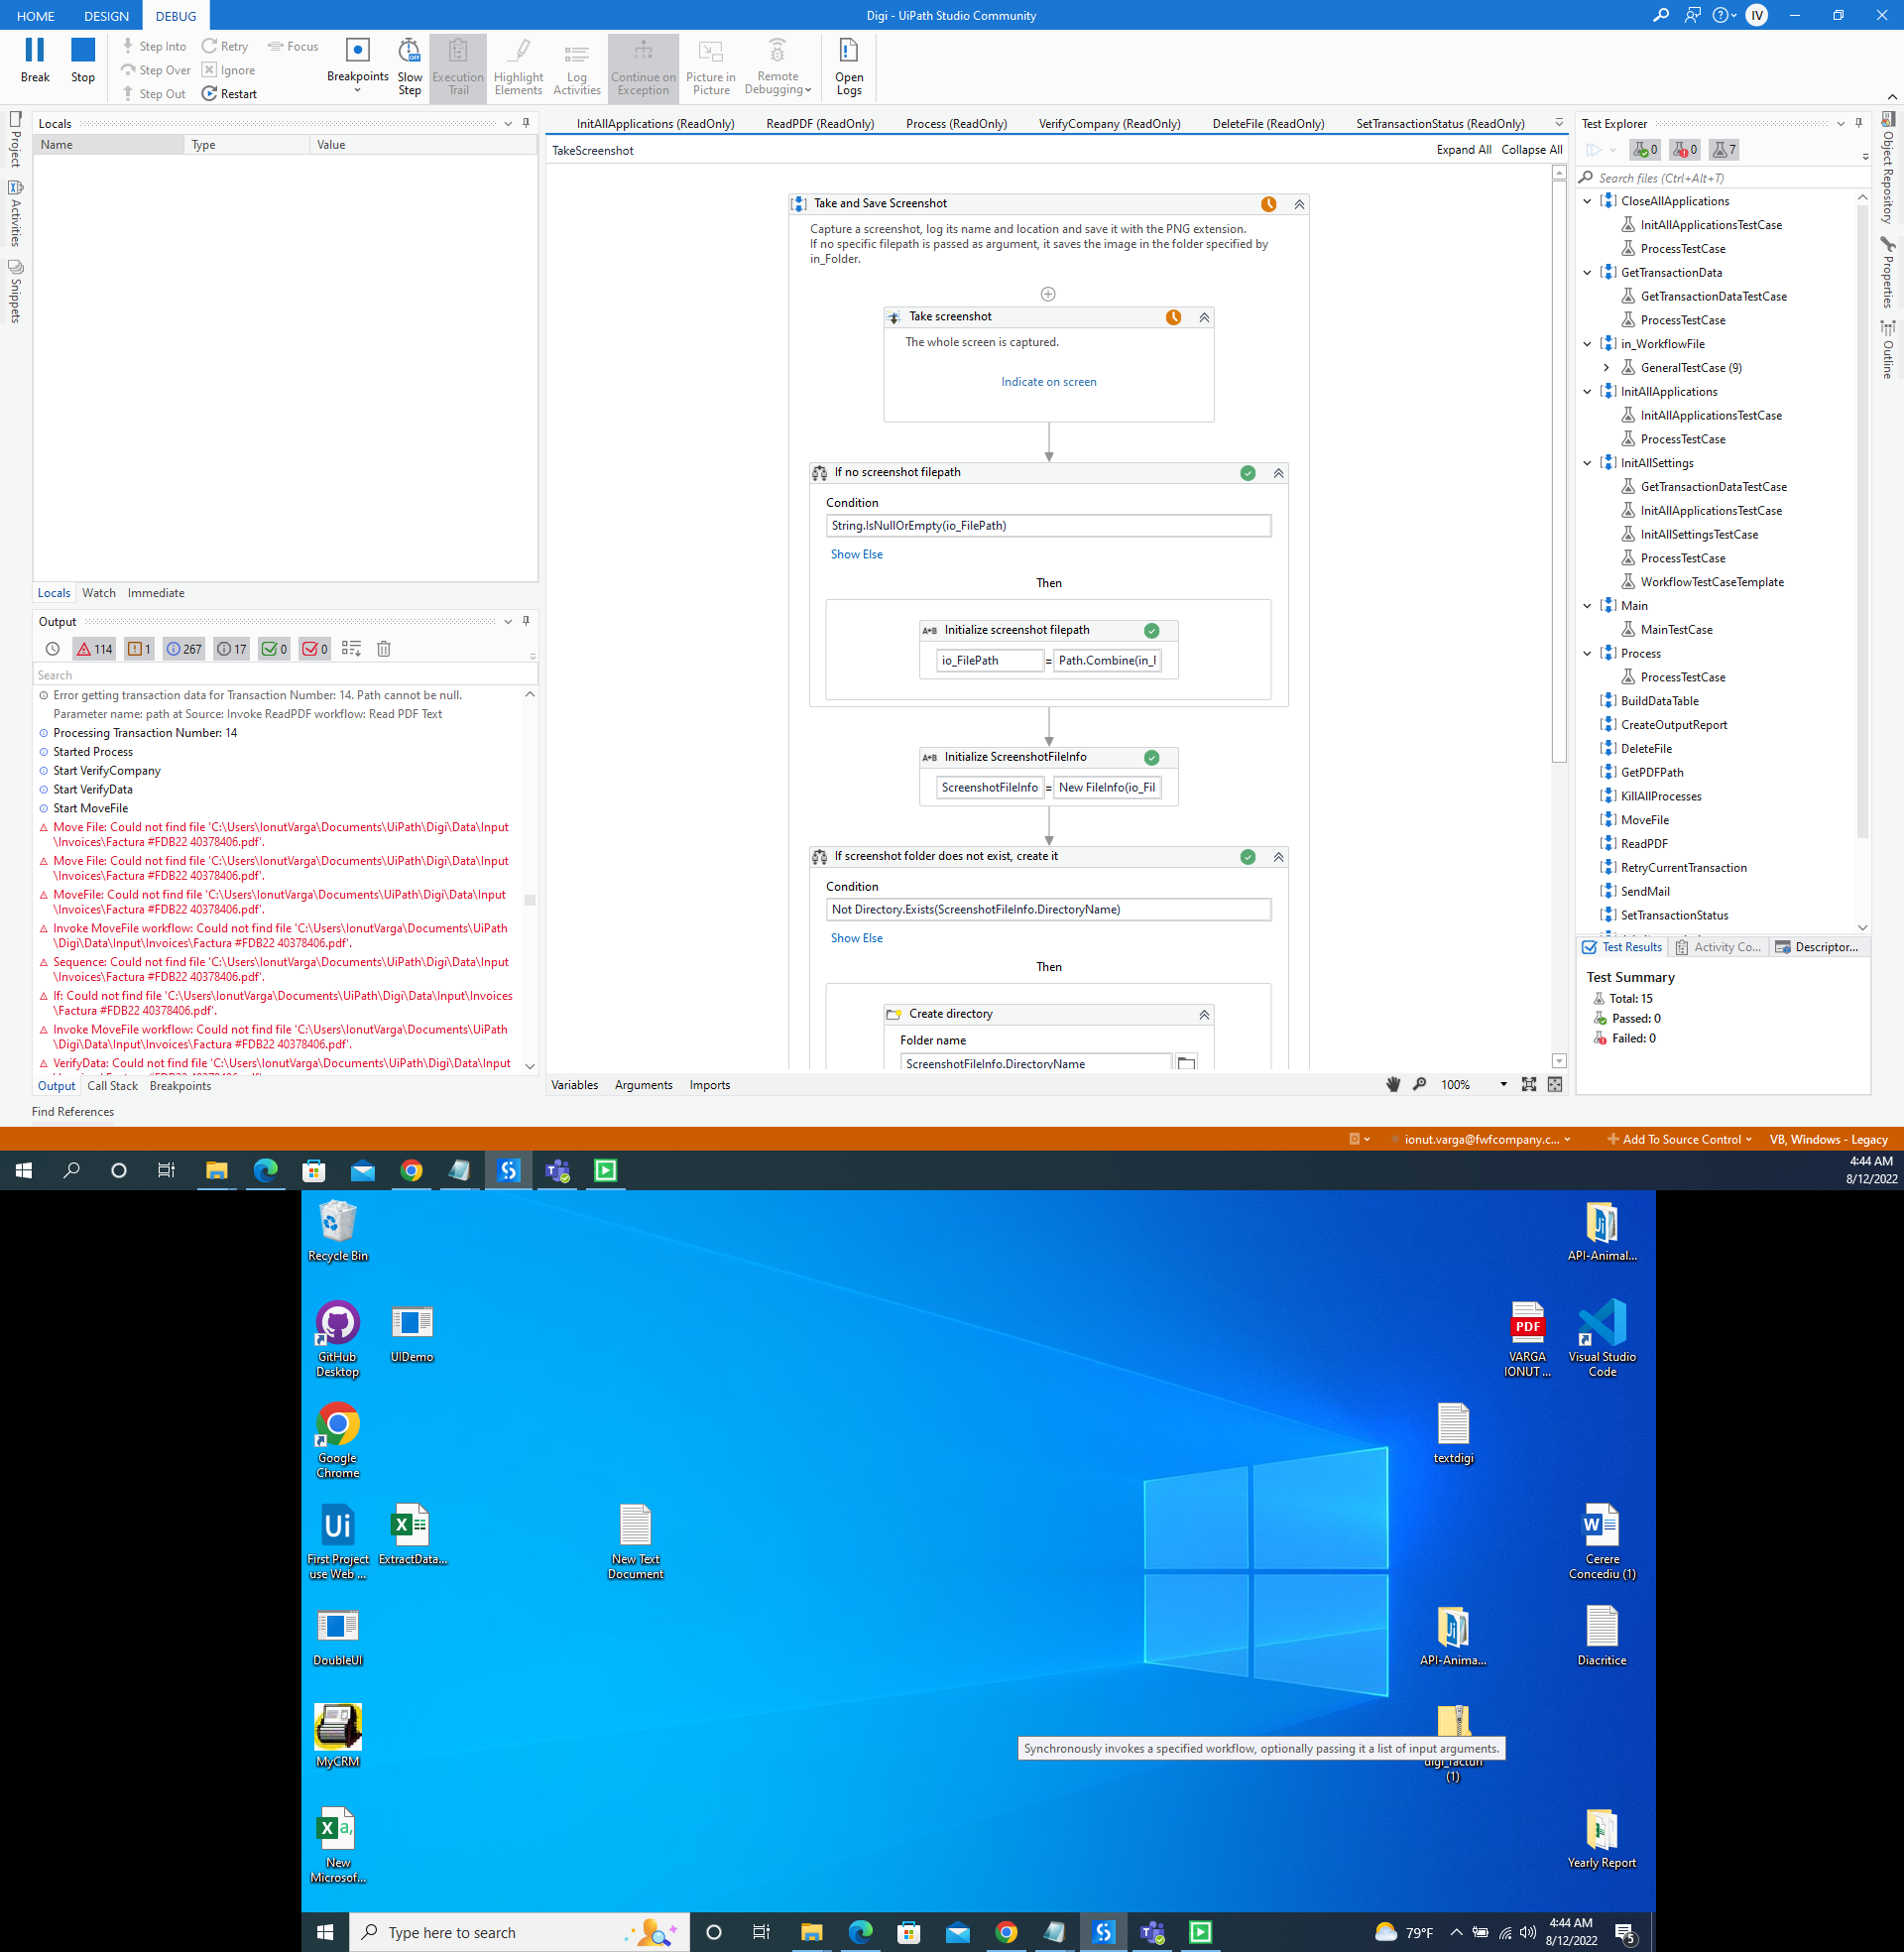 HOME DESIGN DEBUG
Digi - UiPath Studio Community
IV
Break
Stop
Step Into
Step Over
Step Out
Retry
Ignore
Restart
Focus
Breakpoints
Slow Step
Execution Trail
Highlight Elements
Log Activities
Continue on Exception
Picture in Picture
Remote Debugging
Open Logs
Project
Activities
Snippets
Locals
Name Type Value
Locals Watch Immediate
Output
114 1 267 17 0 0
Search
Error getting transaction data for Transaction Number: 14. Path cannot be null.
Parameter name: path at Source: Invoke ReadPDF workflow: Read PDF Text
Processing Transaction Number: 14
Started Process
Start VerifyCompany
Start VerifyData
Start MoveFile
Move File: Could not find file 'C:\Users\IonutVarga\Documents\UiPath\Digi\Data\Input
\Invoices\Factura #FDB22 40378406.pdf'.
Move File: Could not find file 'C:\Users\IonutVarga\Documents\UiPath\Digi\Data\Input
\Invoices\Factura #FDB22 40378406.pdf'.
MoveFile: Could not find file 'C:\Users\IonutVarga\Documents\UiPath\Digi\Data\Input
\Invoices\Factura #FDB22 40378406.pdf'.
Invoke MoveFile workflow: Could not find file 'C:\Users\IonutVarga\Documents\UiPath
\Digi\Data\Input\Invoices\Factura #FDB22 40378406.pdf'.
Sequence: Could not find file 'C:\Users\IonutVarga\Documents\UiPath\Digi\Data\Input
\Invoices\Factura #FDB22 40378406.pdf'.
If: Could not find file 'C:\Users\IonutVarga\Documents\UiPath\Digi\Data\Input\Invoices
\Factura #FDB22 40378406.pdf'.
Invoke MoveFile workflow: Could not find file 'C:\Users\IonutVarga\Documents\UiPath
\Digi\Data\Input\Invoices\Factura #FDB22 40378406.pdf'.
VerifyData: Could not find file 'C:\Users\IonutVarga\Documents\UiPath\Digi\Data\Input
Output Call Stack Breakpoints
Find References
InitAllApplications (ReadOnly) ReadPDF (ReadOnly) Process (ReadOnly) VerifyCompany (ReadOnly) DeleteFile (ReadOnly) SetTransactionStatus (ReadOnly)
TakeScreenshot
Expand All Collapse All
Take and Save Screenshot
Capture a screenshot, log its name and location and save it with the PNG extension.
If no specific filepath is passed as argument, it saves the image in the folder specified by
in_Folder.
Take screenshot
The whole screen is captured.
Indicate on screen
If no screenshot filepath
Condition
String.IsNullOrEmpty(io_FilePath)
Show Else
Then
A*B Initialize screenshot filepath
io_FilePath = Path.Combine(in_F
A*B Initialize ScreenshotFileInfo
ScreenshotFileInfo = New FileInfo(io_Fil
If screenshot folder does not exist, create it
Condition
Not Directory.Exists(ScreenshotFileInfo.DirectoryName)
Show Else
Then
Create directory
Folder name
ScreenshotFileInfo.DirectoryName
Variables Arguments Imports
100%
Test Explorer
0 0 7
Search files (Ctrl+Alt+T)
CloseAllApplications
InitAllApplicationsTestCase
ProcessTestCase
GetTransactionData
GetTransactionDataTestCase
ProcessTestCase
in_WorkflowFile
GeneralTestCase (9)
InitAllApplications
InitAllApplicationsTestCase
ProcessTestCase
InitAllSettings
GetTransactionDataTestCase
InitAllApplicationsTestCase
InitAllSettingsTestCase
ProcessTestCase
WorkflowTestCaseTemplate
Main
MainTestCase
Process
ProcessTestCase
BuildDataTable
CreateOutputReport
DeleteFile
GetPDFPath
KillAllProcesses
MoveFile
ReadPDF
RetryCurrentTransaction
SendMail
SetTransactionStatus
Test Results Activity Co... Descriptor...
Test Summary
Total: 15
Passed: 0
Failed: 0
Object Repository
Properties
Outline
ionut.varga@fwfcompany.c...
Add To Source Control
VB, Windows - Legacy
4:44 AM
8/12/2022
Recycle Bin
API-Animal...
GitHub Desktop
UIDemo
PDF
VARGA IONUT ...
Visual Studio Code
Google Chrome
textdigi
Ui
First Project use Web ...
ExtractData...
New Text Document
Cerere Concediu (1)
DoubleUI
API-Anima...
Diacritice
MyCRM
Synchronously invokes a specified workflow, optionally passing it a list of input arguments.
digi_facturi (1)
New Microsof...
Yearly Report
Type here to search
79°F
4:44 AM
8/12/2022
5